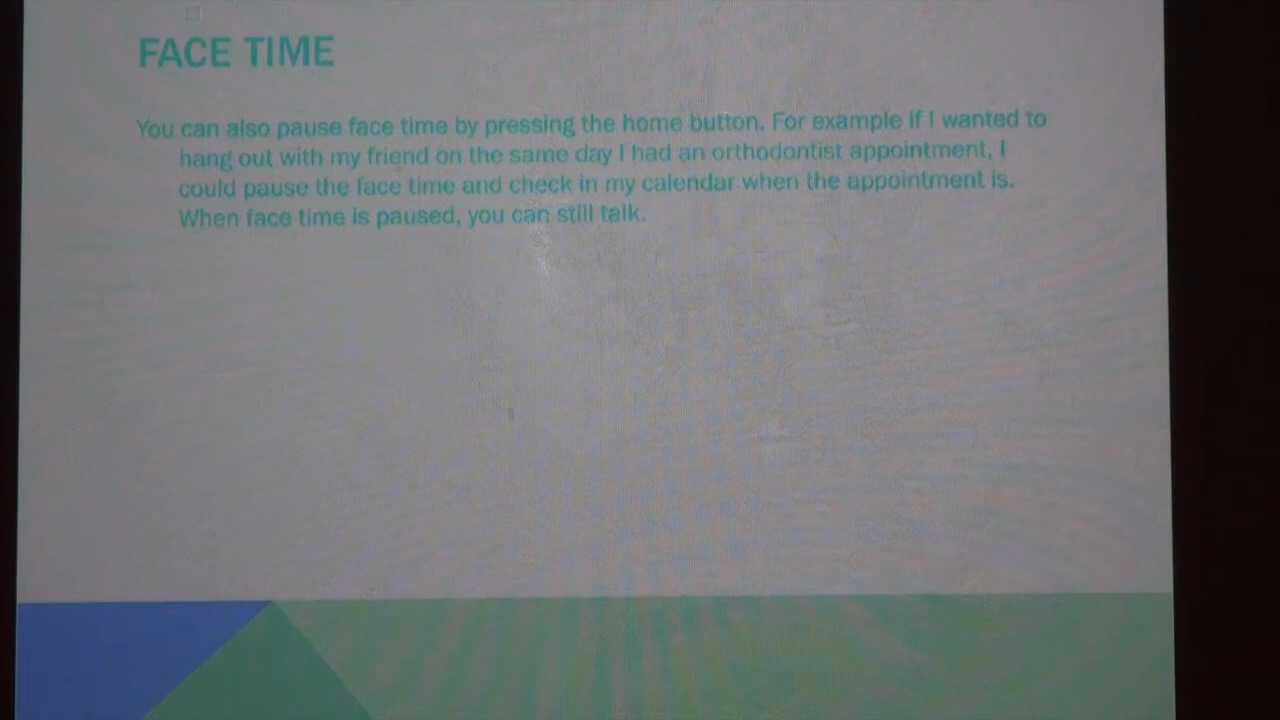 FACE TIME
You can also pause face time by pressing the home button. For example if I wanted to
hang out with my friend on the same day I had an orthodontist appointment, I
could pause the face time and check in my calendar when the appointment is.
When face time is paused, you can still talk.